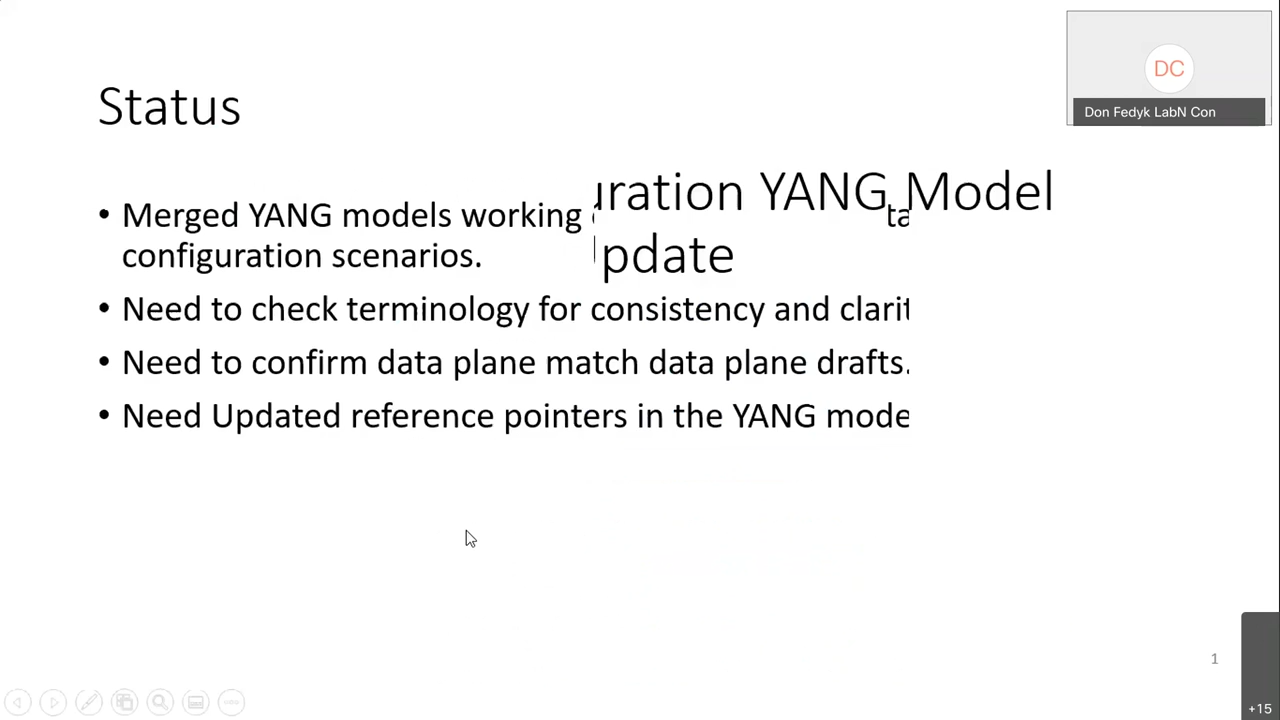 DC
Don Fedyk LabN Con
Status
uration YANG Model
Update
• Merged YANG models working
configuration scenarios.
• Need to check terminology for consistency and clarit
• Need to confirm data plane match data plane drafts.
• Need Updated reference pointers in the YANG mode
1
+15